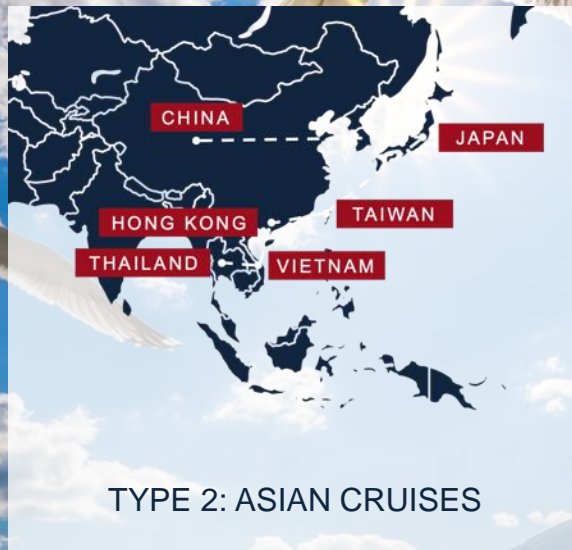 CHINA
JAPAN
HONG KONG
TAIWAN
THAILAND
VIETNAM
TYPE 2: ASIAN CRUISES